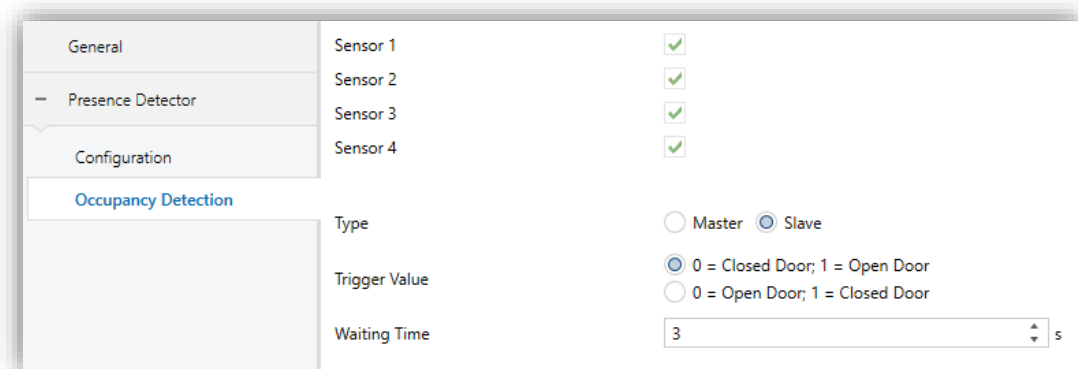 General
Presence Detector
Configuration
Occupancy Detection
Sensor 1
Sensor 2
Sensor 3
Sensor 4
Type Master Slave
Trigger Value 0 = Closed Door; 1 = Open Door
0 = Open Door; 1 = Closed Door
Waiting Time 3 s